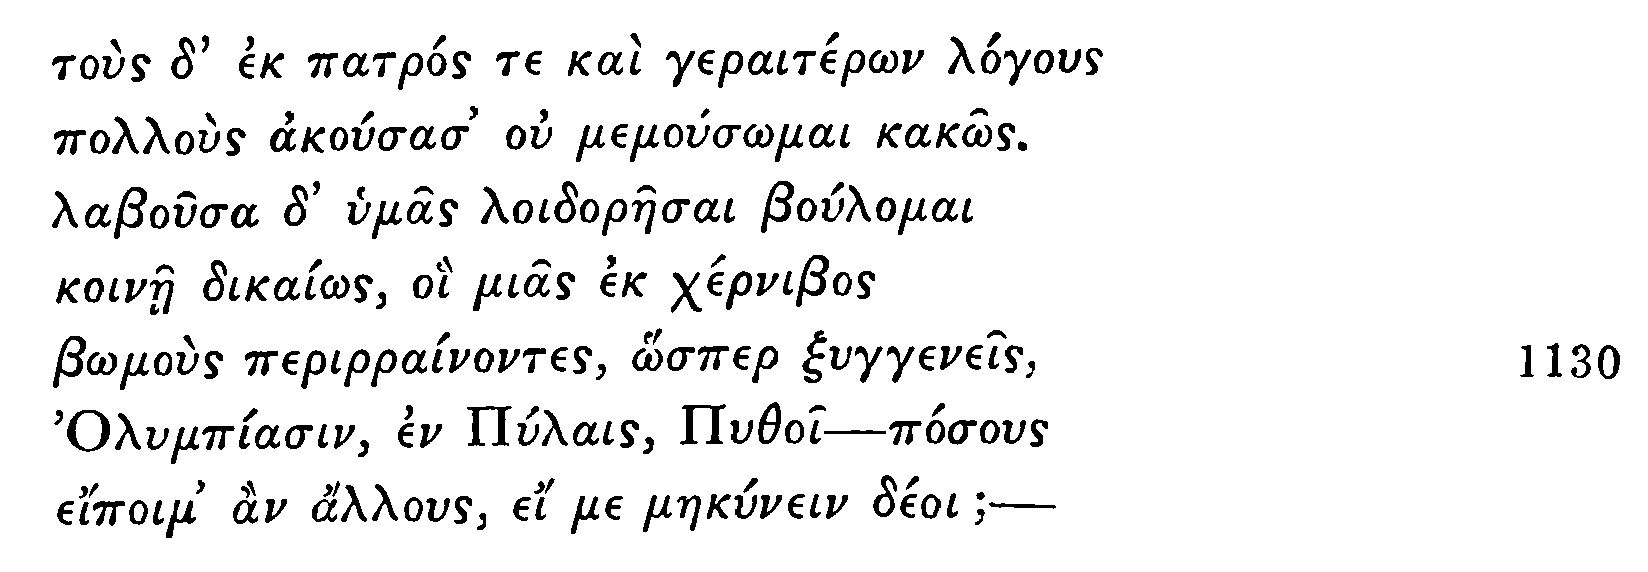 τοὺς δ’ ἐκ πατρός τε καὶ γεραιτέρων λόγους
πολλοὺς ἀκούσασ’ οὐ μεμούσωμαι κακῶς.
λαβοῦσα δ’ ὑμᾶς λοιδορῆσαι βούλομαι
κοινῇ δικαίως, οἳ μιᾶς ἐκ χέρνιβος
βωμοὺς περιρραίνοντες, ὥσπερ ξυγγενεῖς, 1130
Ὀλυμπίασιν, ἐν Πύλαις, Πυθοῖ—πόσους
εἴποιμ’ ἂν ἄλλους, εἴ με μηκύνειν δέοι ;—